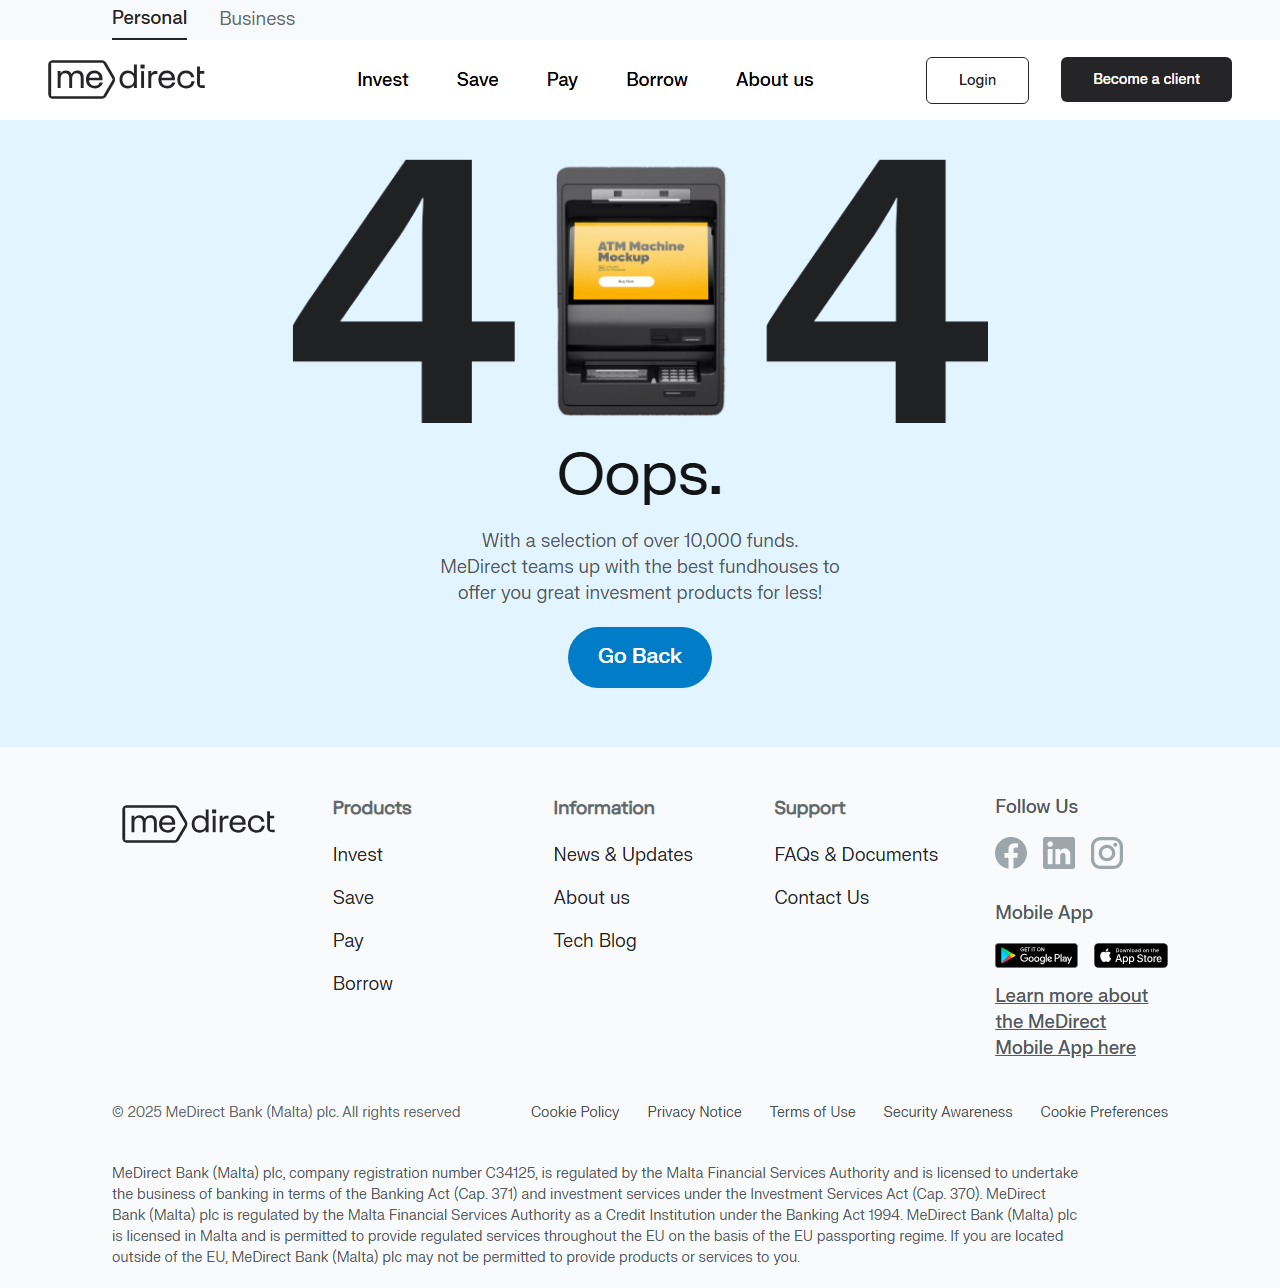 Personal Business
me direct Invest Save Pay Borrow About us Login Become a client
4 4
ATM Machine
Mockup
Buy Now
Oops.
With a selection of over 10,000 funds.
MeDirect teams up with the best fundhouses to
offer you great invesment products for less!
Go Back
me direct
Products
Invest
Save
Pay
Borrow
Information
News & Updates
About us
Tech Blog
Support
FAQs & Documents
Contact Us
Follow Us
Mobile App
GET IT ON
Google Play
Download on the
App Store
Learn more about
the MeDirect
Mobile App here
© 2025 MeDirect Bank (Malta) plc. All rights reserved Cookie Policy Privacy Notice Terms of Use Security Awareness Cookie Preferences
MeDirect Bank (Malta) plc, company registration number C34125, is regulated by the Malta Financial Services Authority and is licensed to undertake
the business of banking in terms of the Banking Act (Cap. 371) and investment services under the Investment Services Act (Cap. 370). MeDirect
Bank (Malta) plc is regulated by the Malta Financial Services Authority as a Credit Institution under the Banking Act 1994. MeDirect Bank (Malta) plc
is licensed in Malta and is permitted to provide regulated services throughout the EU on the basis of the EU passporting regime. If you are located
outside of the EU, MeDirect Bank (Malta) plc may not be permitted to provide products or services to you.